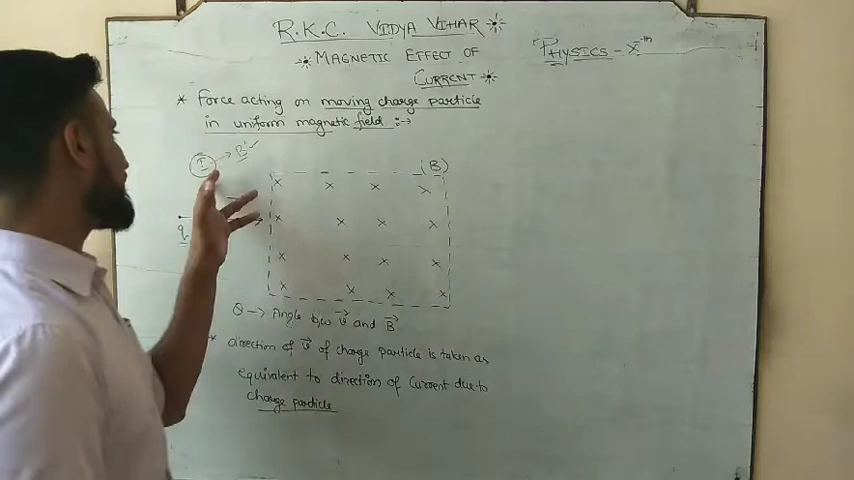 R.K.C. VIDYA VIHAR
MAGNETIC EFFECT OF
CURRENT
PHYSICS - X th
* Force acting on moving charge particle
in uniform magnetic field :→
I → B
(B)
x x x x
q x x x
x x x x
x x x x
θ → Angle b/w v⃗ and B⃗
* direction of v⃗ of charge particle is taken as
equivalent to direction of current due to
charge particle